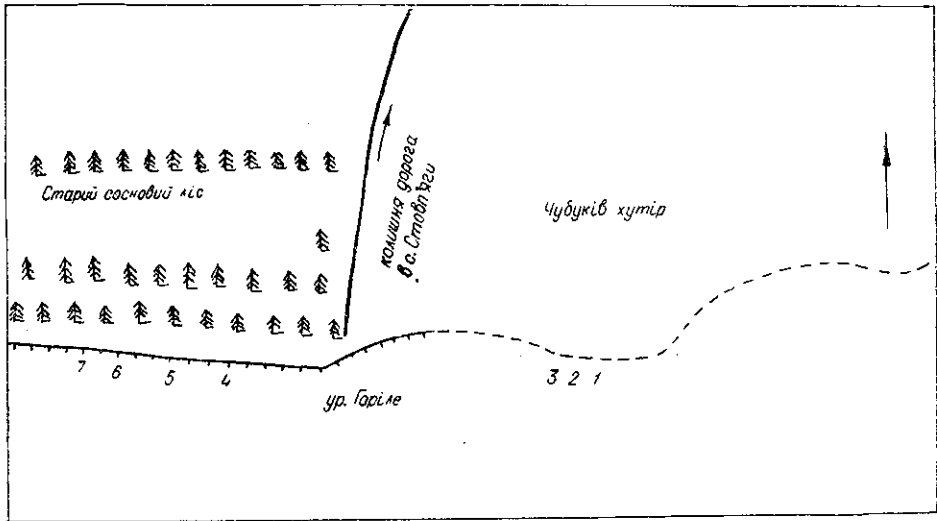 Старий сосновий ліс
колишня дорога
в с. Стовп'яги
Чубуків хутір
7 6 5 4
3 2 1
ур. Горіле